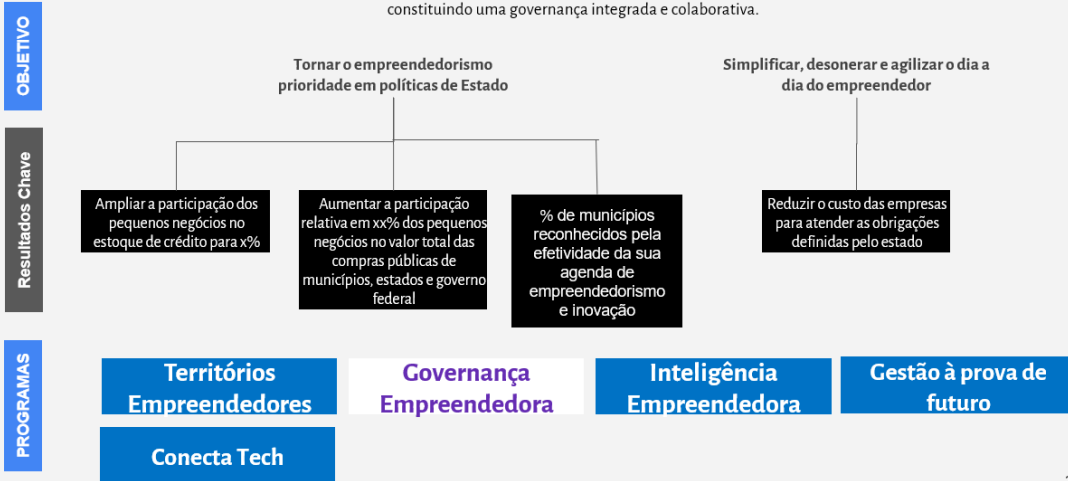 constituindo uma governança integrada e colaborativa.
OBJETIVO
Tornar o empreendedorismo
prioridade em políticas de Estado
Simplificar, desonerar e agilizar o dia a
dia do empreendedor
Resultados Chave
Ampliar a participação dos
pequenos negócios no
estoque de crédito para x%
Aumentar a participação
relativa em xx% dos pequenos
negócios no valor total das
compras públicas de
municípios, estados e governo
federal
% de municípios
reconhecidos pela
efetividade da sua
agenda de
empreendedorismo
e inovação
Reduzir o custo das empresas
para atender as obrigações
definidas pelo estado
PROGRAMAS
Territórios
Empreendedores
Governança
Empreendedora
Inteligência
Empreendedora
Gestão à prova de
futuro
Conecta Tech